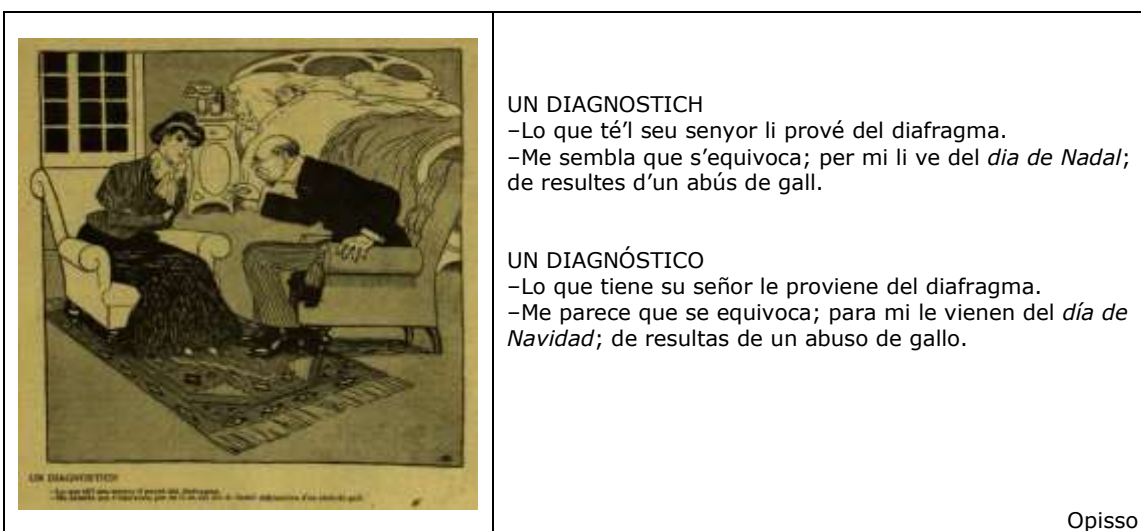 UN DIAGNOSTICH
–Lo que té’l seu senyor li prové del diafragma.
–Me sembla que s’equivoca; per mi li ve del dia de Nadal;
de resultes d’un abús de gall.
UN DIAGNÓSTICO
–Lo que tiene su señor le proviene del diafragma.
–Me parece que se equivoca; para mi le vienen del día de
Navidad; de resultas de un abuso de gallo.
UN DIAGNOSTICH
Opisso